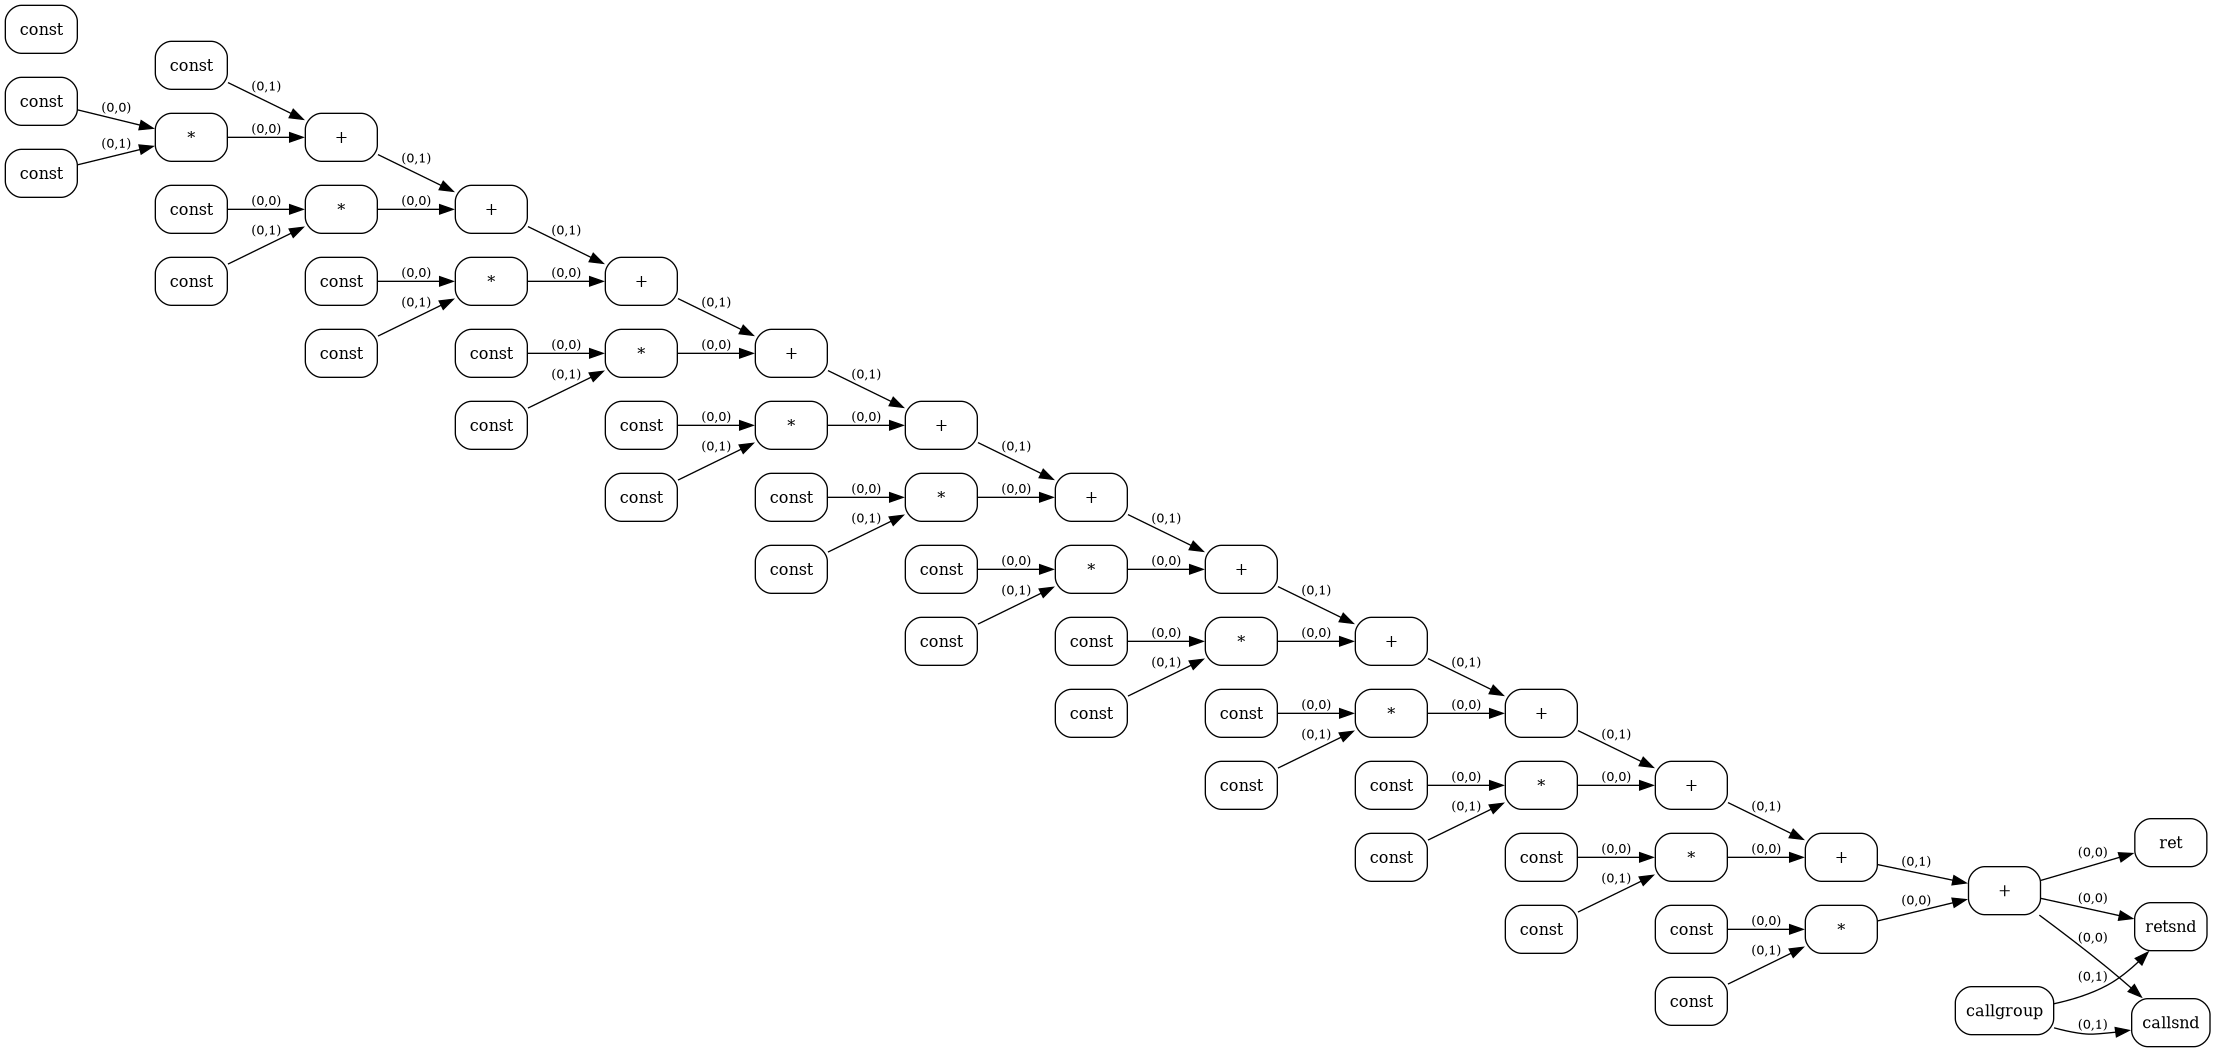 const
const
(0,1)
const (0,0)
(0,1) * (0,0) +
(0,1)
const
const (0,0) * (0,0) +
(0,1) (0,1)
const const (0,0) * (0,0) +
(0,1) (0,1)
const const (0,0) * (0,0) +
(0,1) (0,1)
const const (0,0) * (0,0) +
(0,1) (0,1)
const const (0,0) * (0,0) +
(0,1) (0,1)
const const (0,0) * (0,0) +
(0,1) (0,1)
const const (0,0) * (0,0) +
(0,1) (0,1)
const const (0,0) * (0,0) +
(0,1) (0,1)
const const (0,0) * (0,0) +
(0,1) (0,1)
const const (0,0) * (0,0) + (0,1) (0,0) ret
(0,1) + (0,0)
const const (0,0) * (0,0) retsnd
(0,1) (0,0)
(0,1)
const callgroup
(0,1) callsnd